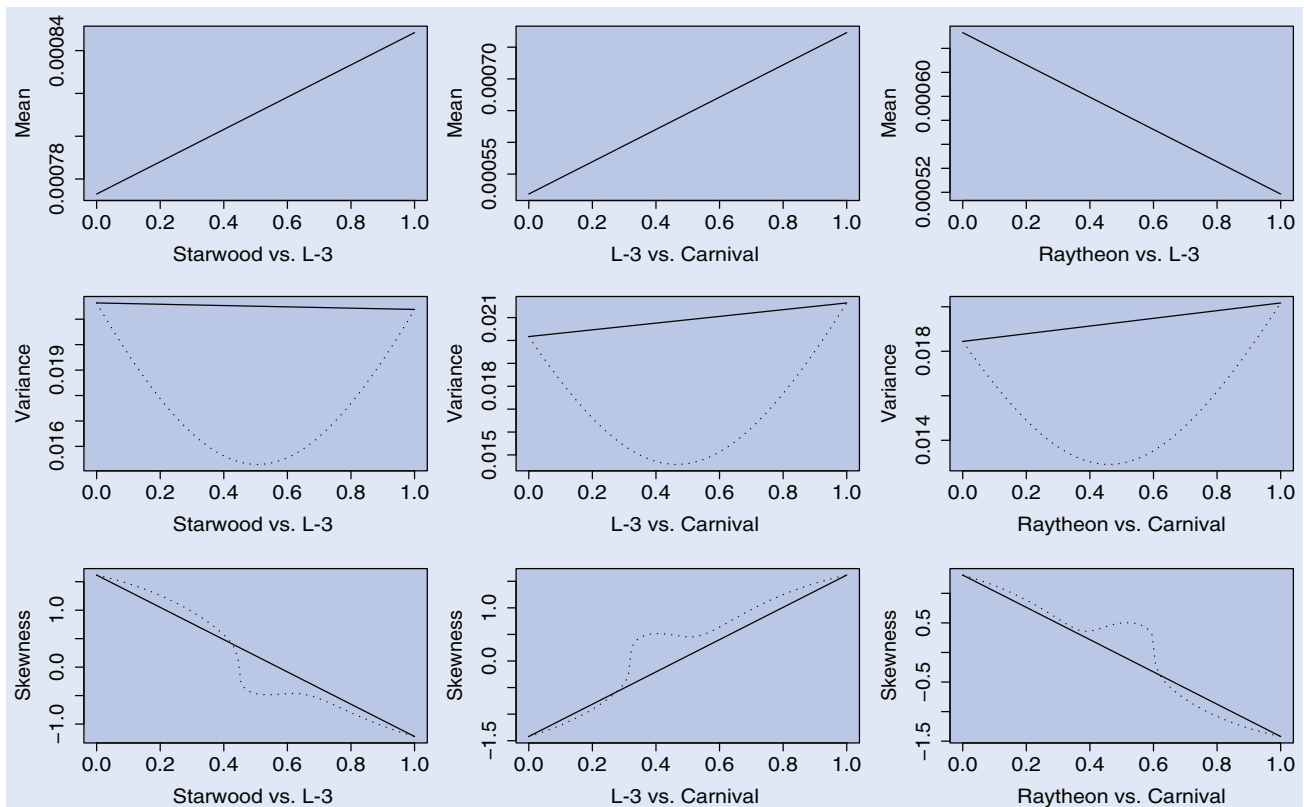 Mean
0.00084
0.00078
0.0 0.2 0.4 0.6 0.8 1.0
Starwood vs. L-3
Mean
0.00070
0.00055
0.0 0.2 0.4 0.6 0.8 1.0
L-3 vs. Carnival
Mean
0.00060
0.00052
0.0 0.2 0.4 0.6 0.8 1.0
Raytheon vs. L-3
Variance
0.019
0.016
0.0 0.2 0.4 0.6 0.8 1.0
Starwood vs. L-3
Variance
0.021
0.018
0.015
0.0 0.2 0.4 0.6 0.8 1.0
L-3 vs. Carnival
Variance
0.018
0.014
0.0 0.2 0.4 0.6 0.8 1.0
Raytheon vs. Carnival
Skewness
1.0
0.0
−1.0
0.0 0.2 0.4 0.6 0.8 1.0
Starwood vs. L-3
Skewness
1.0
0.0
−1.5
0.0 0.2 0.4 0.6 0.8 1.0
L-3 vs. Carnival
Skewness
0.5
−0.5
−1.5
0.0 0.2 0.4 0.6 0.8 1.0
Raytheon vs. Carnival